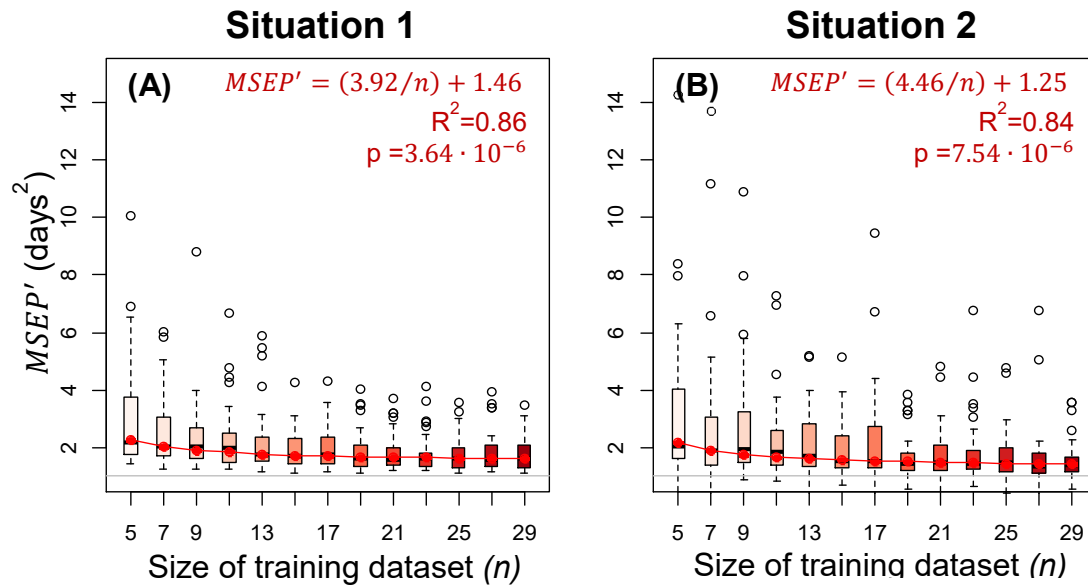 Situation 1
Situation 2
(A)
MSEP′ = (3.92/n) + 1.46
R²=0.86
p =3.64 · 10⁻⁶
(B)
MSEP′ = (4.46/n) + 1.25
R²=0.84
p =7.54 · 10⁻⁶
MSEP′ (days²)
14
12
10
8
6
4
2
14
12
10
8
6
4
2
5 7 9 13 17 21 25 29
5 7 9 13 17 21 25 29
Size of training dataset (n)
Size of training dataset (n)